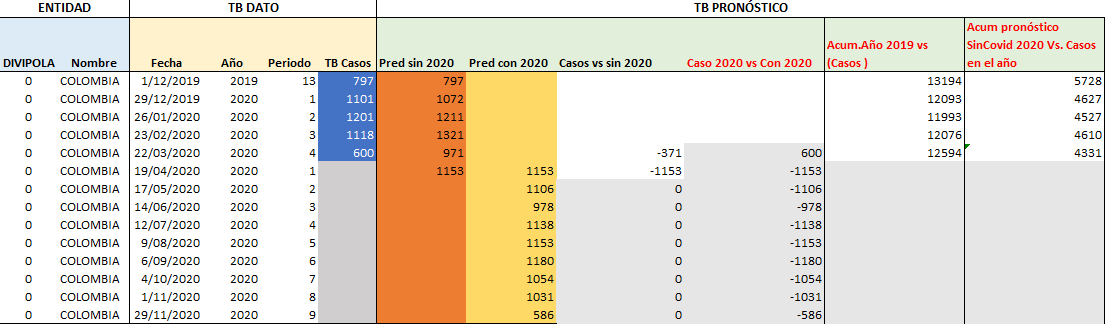 ENTIDAD TB DATO TB PRONÓSTICO
DIVIPOLA Nombre Fecha Año Periodo TB Casos Pred sin 2020 Pred con 2020 Casos vs sin 2020 Caso 2020 vs Con 2020 Acum.Año 2019 vs (Casos ) Acum pronóstico SinCovid 2020 Vs. Casos en el año
0 COLOMBIA 1/12/2019 2019 13 797 797 13194 5728
0 COLOMBIA 29/12/2019 2020 1 1101 1072 12093 4627
0 COLOMBIA 26/01/2020 2020 2 1201 1211 11993 4527
0 COLOMBIA 23/02/2020 2020 3 1118 1321 12076 4610
0 COLOMBIA 22/03/2020 2020 4 600 971 -371 600 12594 4331
0 COLOMBIA 19/04/2020 2020 1 1153 1153 -1153 -1153
0 COLOMBIA 17/05/2020 2020 2 1106 0 -1106
0 COLOMBIA 14/06/2020 2020 3 978 0 -978
0 COLOMBIA 12/07/2020 2020 4 1138 0 -1138
0 COLOMBIA 9/08/2020 2020 5 1153 0 -1153
0 COLOMBIA 6/09/2020 2020 6 1180 0 -1180
0 COLOMBIA 4/10/2020 2020 7 1054 0 -1054
0 COLOMBIA 1/11/2020 2020 8 1031 0 -1031
0 COLOMBIA 29/11/2020 2020 9 586 0 -586